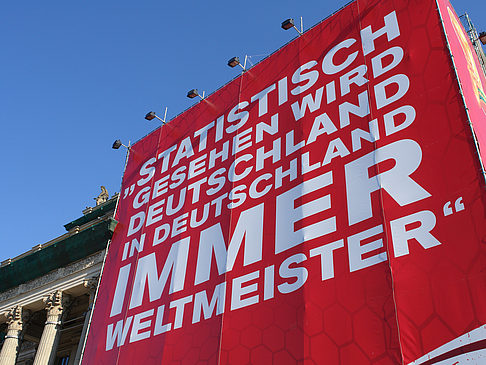 „STATISTISCH
GESEHEN WIRD
DEUTSCHLAND
IN DEUTSCHLAND
IMMER
WELTMEISTER“